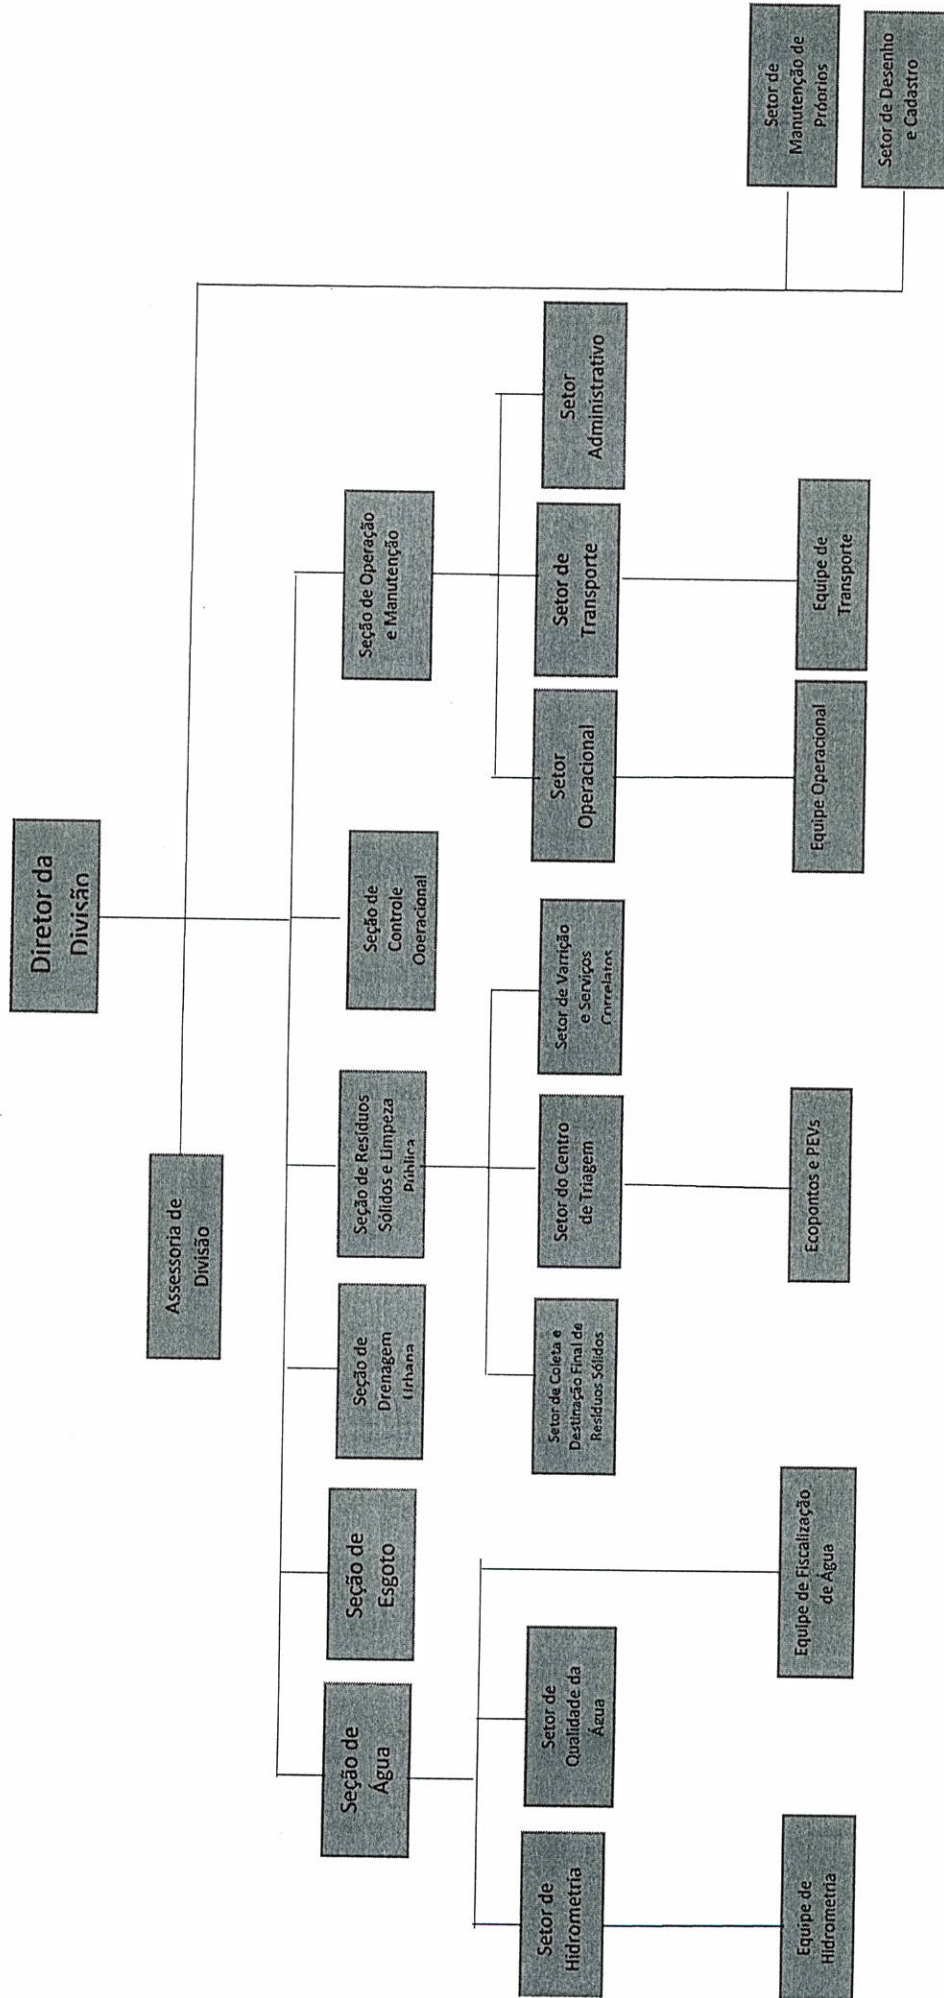 Diretor da
Divisão
Assessoria de
Divisão
Seção de
Água
Seção de
Esgoto
Seção de
Drenagem
Urbana
Seção de Resíduos
Sólidos e Limpeza
Pública
Seção de
Controle
Operacional
Seção de Operação
e Manutenção
Setor de
Hidrometria
Setor de
Qualidade da
Água
Setor de Coleta e
Destinação Final de
Resíduos Sólidos
Setor do Centro
de Triagem
Setor de Varrição
e Serviços
Correlatos
Setor
Operacional
Setor de
Transporte
Setor
Administrativo
Setor de
Manutenção de
Próprios
Setor de Desenho
e Cadastro
Equipe de
Hidrometria
Equipe de Fiscalização
de Água
Ecopontos e PEVs
Equipe Operacional
Equipe de
Transporte